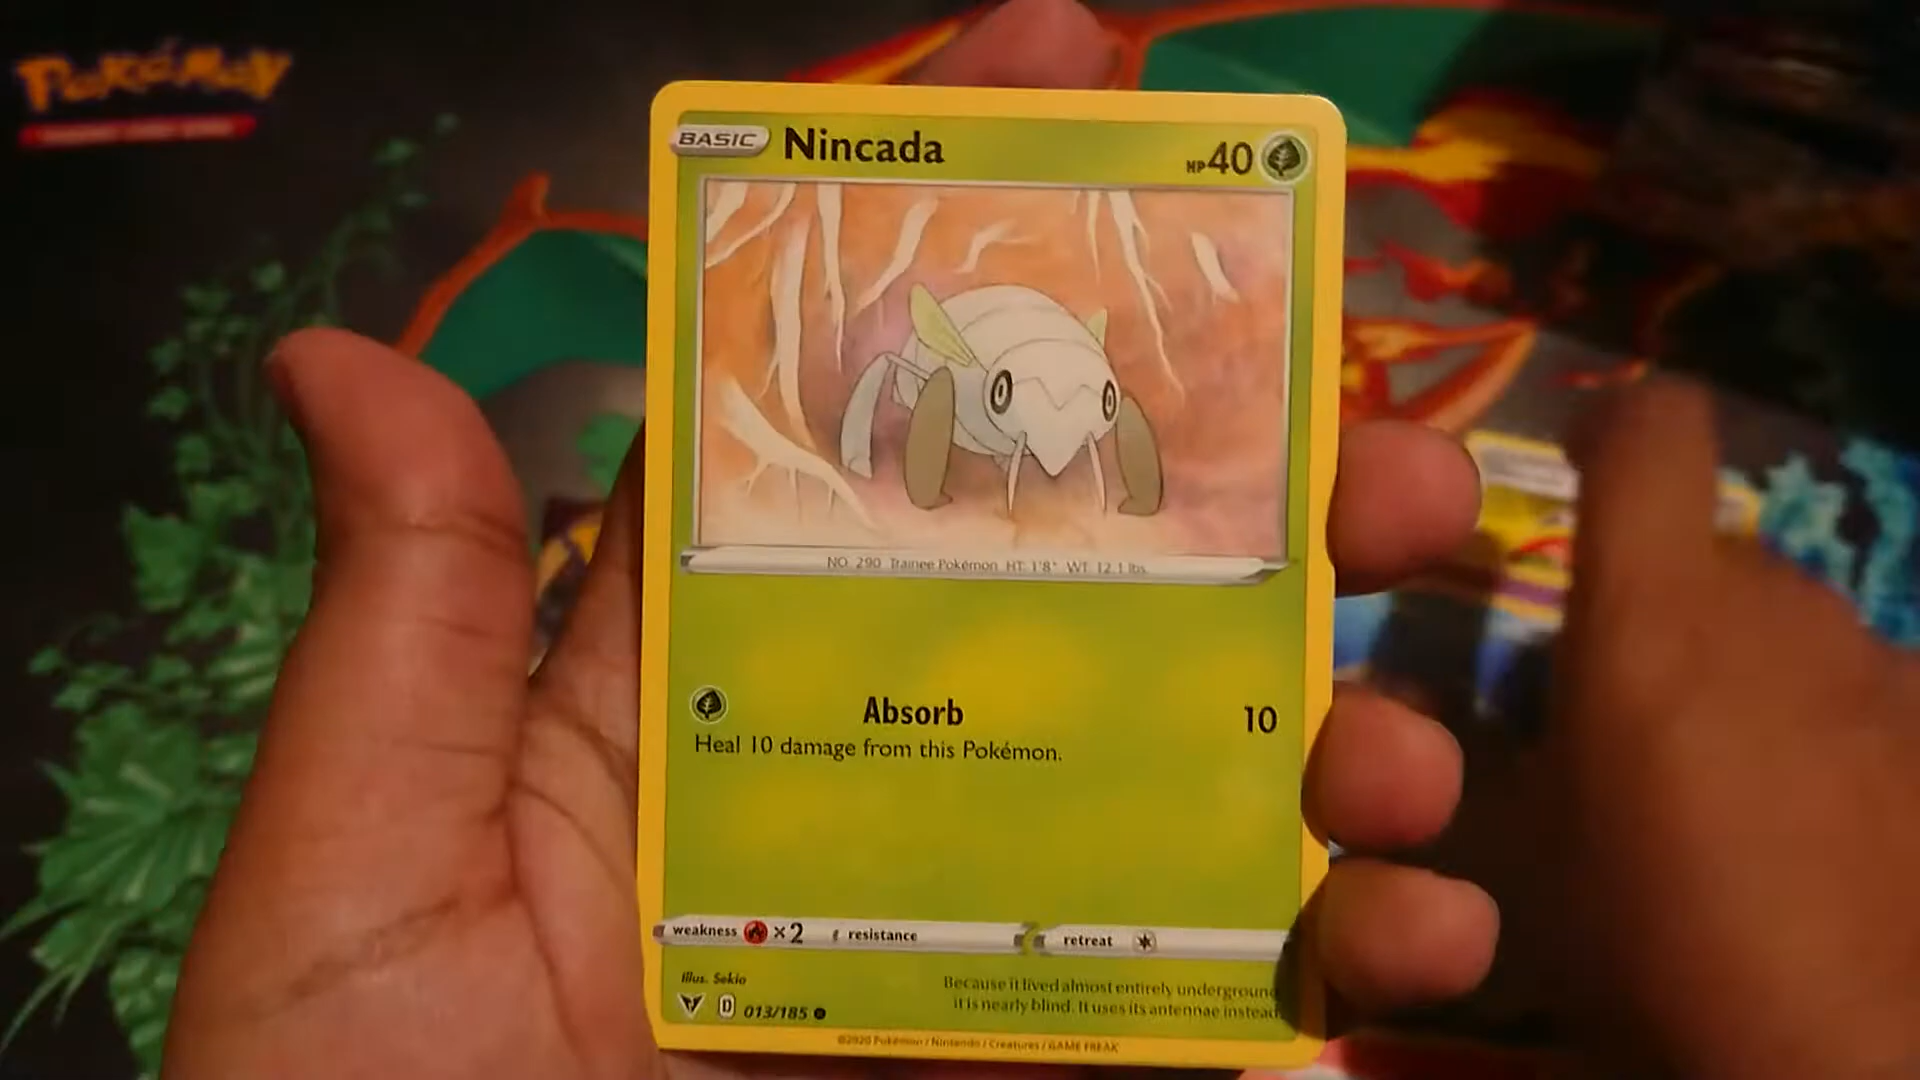 Pokémon
BASIC Nincada HP 40
NO. 290 Trainee Pokémon HT. 1'8" WT. 12.1 lbs.
Absorb 10
Heal 10 damage from this Pokémon.
weakness ×2 resistance retreat
Illus. Sekio
Because it lived almost entirely underground,
it is nearly blind. It uses its antennae instead.
D 013/185
©2020 Pokémon / Nintendo / Creatures / GAME FREAK